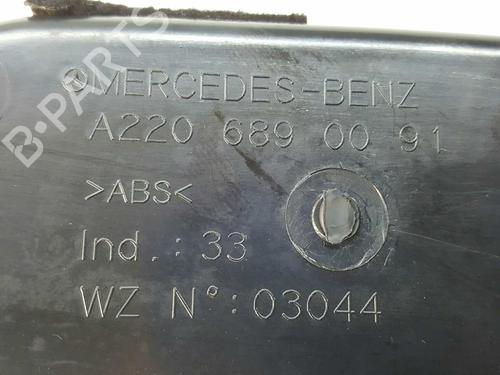 B-PARTS
MERCEDES-BENZ
A220 689 00 91
>ABS<
Ind.: 33
WZ N°: 03044